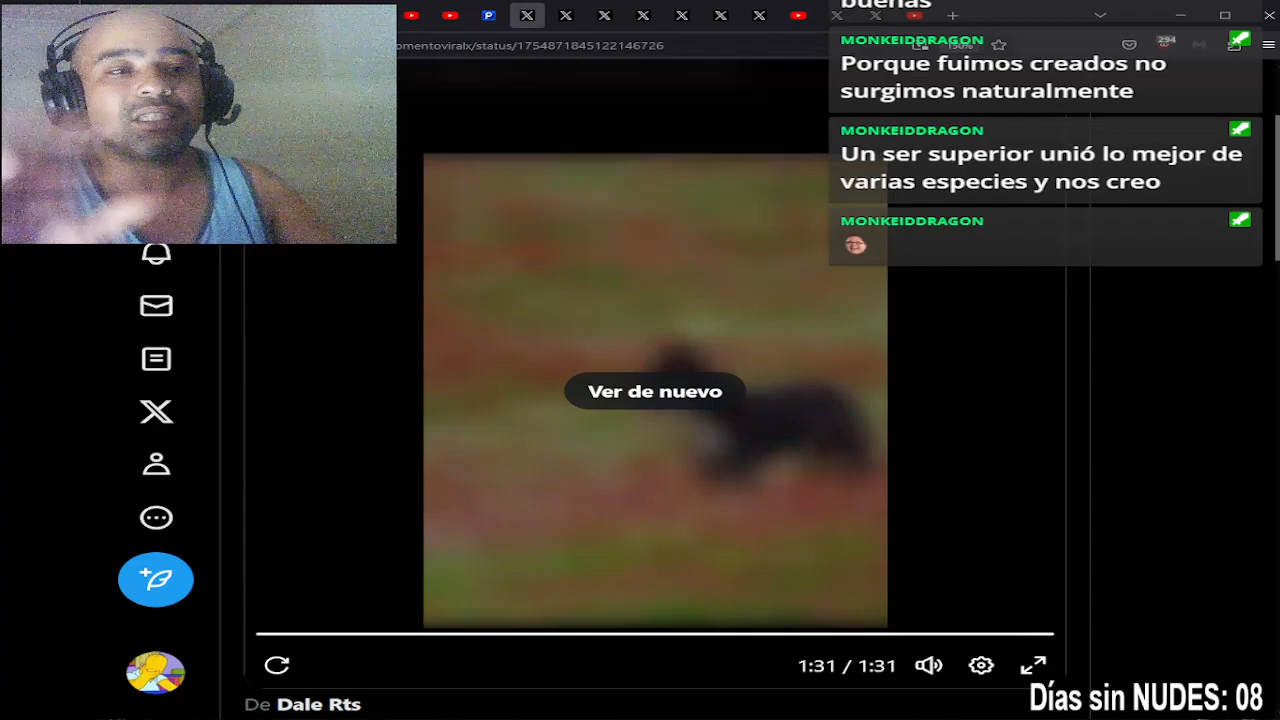 buenas
omentoviralx/status/1754871845122146726
150%
294
MONKEIDDRAGON
Porque fuimos creados no
surgimos naturalmente
MONKEIDDRAGON
Un ser superior unió lo mejor de
varias especies y nos creo
MONKEIDDRAGON
Ver de nuevo
1:31 / 1:31
De Dale Rts
Días sin NUDES: 08